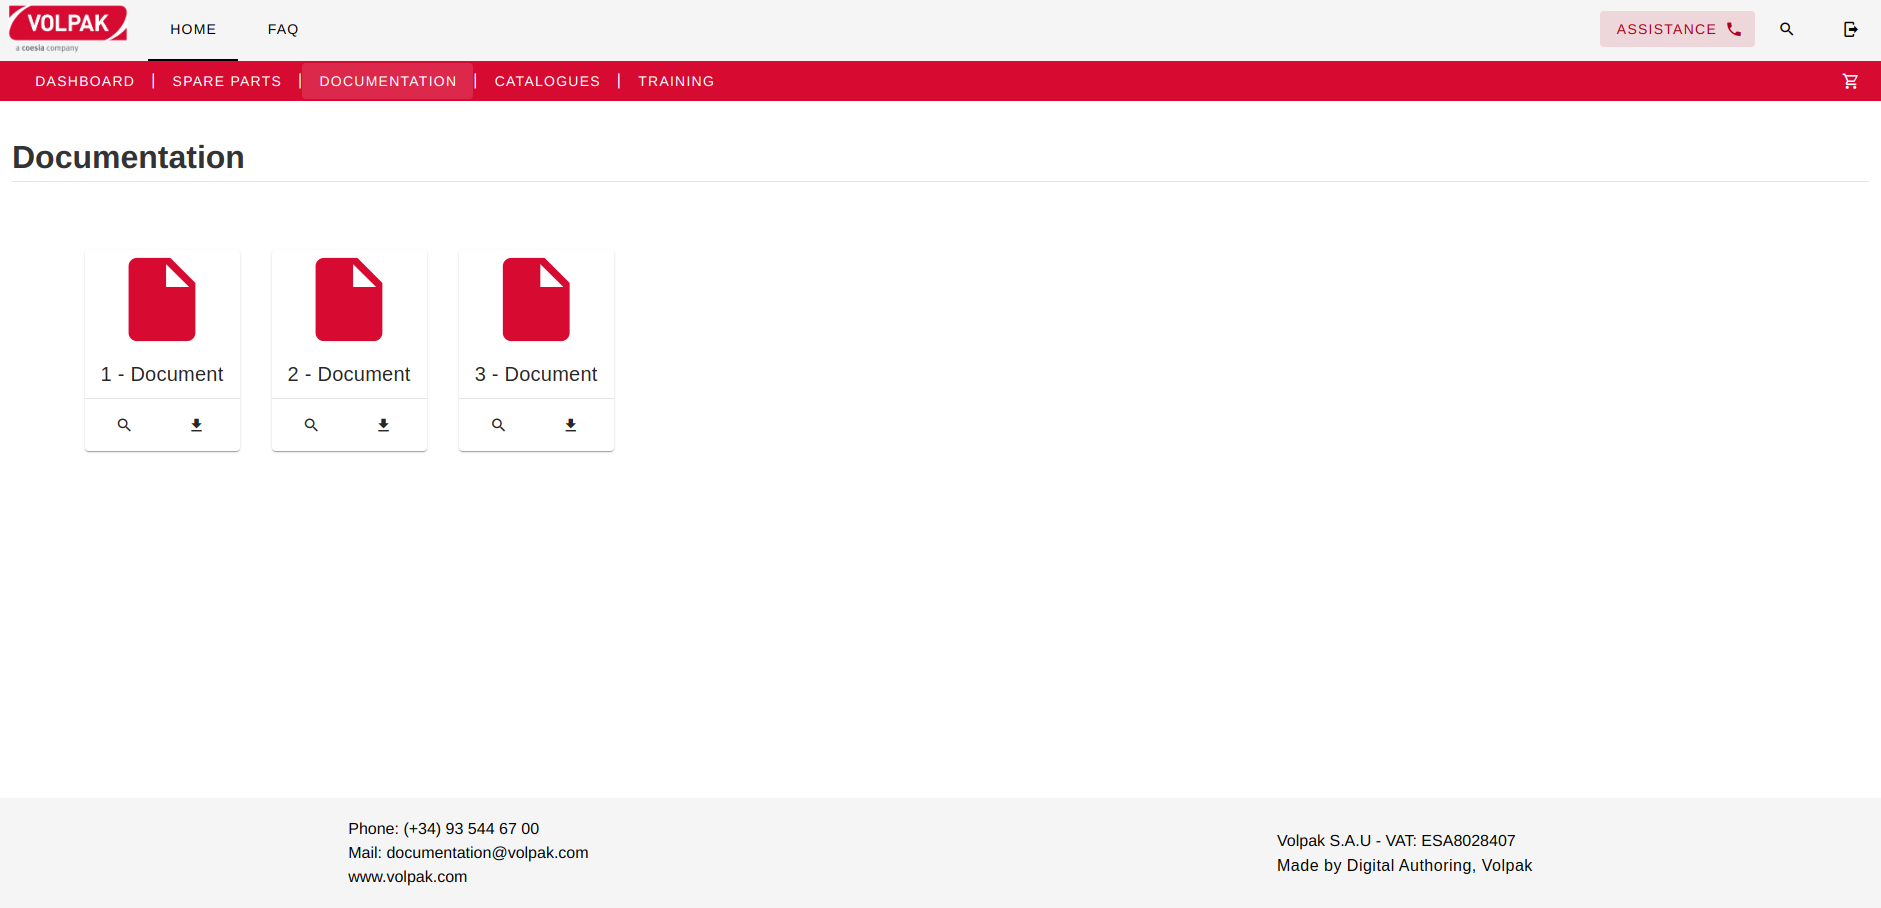 VOLPAK
a coesia company
HOME
FAQ
ASSISTANCE
DASHBOARD | SPARE PARTS | DOCUMENTATION | CATALOGUES | TRAINING
Documentation
1 - Document
2 - Document
3 - Document
Phone: (+34) 93 544 67 00
Mail: documentation@volpak.com
www.volpak.com
Volpak S.A.U - VAT: ESA8028407
Made by Digital Authoring, Volpak